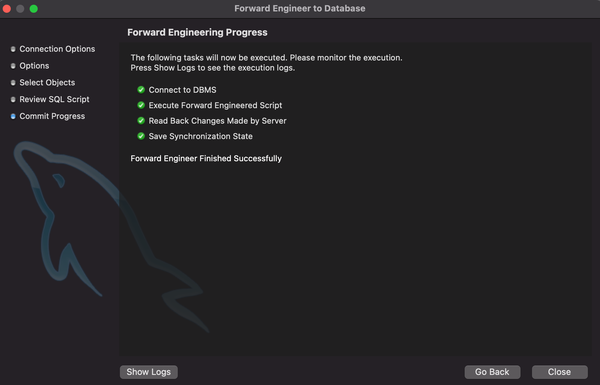 Forward Engineer to Database
Connection Options
Options
Select Objects
Review SQL Script
Commit Progress
Forward Engineering Progress
The following tasks will now be executed. Please monitor the execution.
Press Show Logs to see the execution logs.
Connect to DBMS
Execute Forward Engineered Script
Read Back Changes Made by Server
Save Synchronization State
Forward Engineer Finished Successfully
Show Logs
Go Back
Close